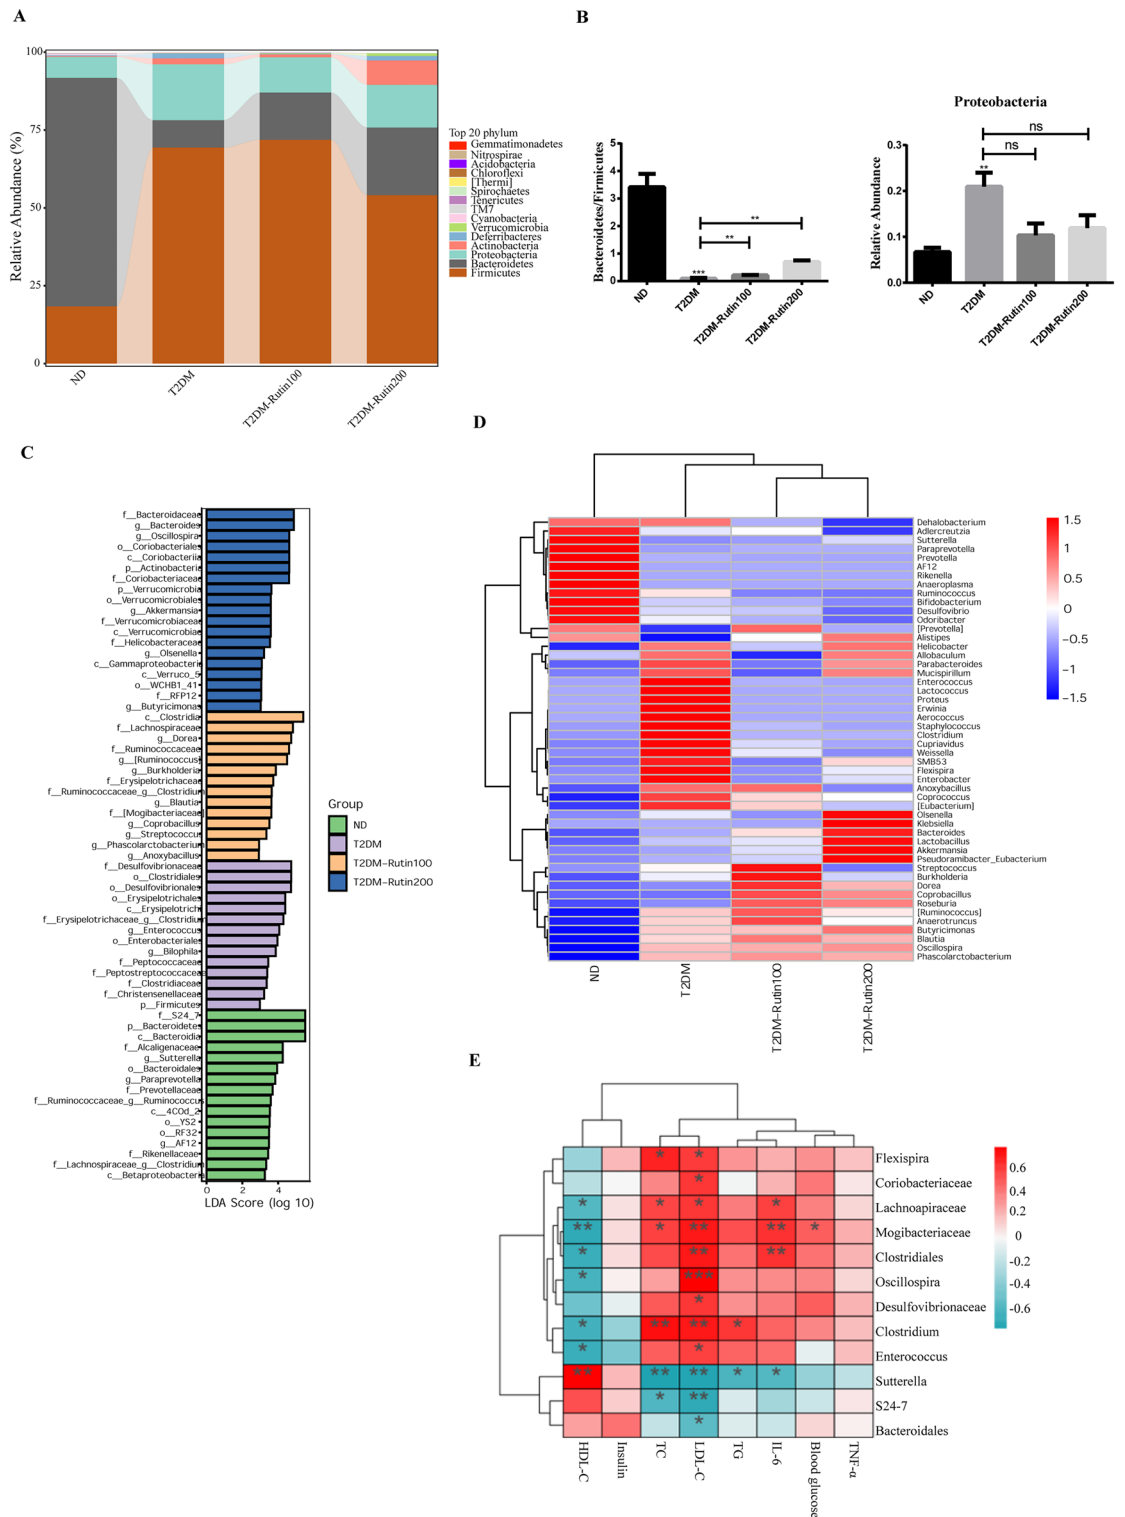 A
100
75
50
25
0
Relative Abundance (%)
ND
T2DM
T2DM-Rutin100
T2DM-Rutin200
Top 20 phylum
Gemmatimonadetes
Nitrospirae
Acidobacteria
Chloroflexi
[Thermi]
Spirochaetes
Tenericutes
TM7
Cyanobacteria
Verrucomicrobia
Deferribacteres
Actinobacteria
Proteobacteria
Bacteroidetes
Firmicutes
B
Bacteroidetes/Firmicutes
5
4
3
2
1
0
**
**
***
ND
T2DM
T2DM-Rutin100
T2DM-Rutin200
Proteobacteria
Relative Abundance
0.3
0.2
0.1
0.0
ns
ns
**
ND
T2DM
T2DM-Rutin100
T2DM-Rutin200
C
f__Bacteroidaceae
g__Bacteroides
g__Oscillospira
o__Coriobacteriales
c__Coriobacteriia
p__Actinobacteria
f__Coriobacteriaceae
p__Verrucomicrobia
o__Verrucomicrobiales
g__Akkermansia
f__Verrucomicrobiaceae
c__Verrucomicrobiae
f__Helicobacteraceae
g__Olsenella
c__Gammaproteobacteria
c__Verruco_5
o__WCHB1_41
f__RFP12
g__Butyricimonas
c__Clostridia
f__Lachnospiraceae
g__Dorea
f__Ruminococcaceae
g__[Ruminococcus]
g__Burkholderia
f__Erysipelotrichaceae
f__Ruminococcaceae_g__Clostridium
g__Blautia
f__[Mogibacteriaceae]
g__Coprobacillus
g__Streptococcus
g__Phascolarctobacterium
g__Anoxybacillus
f__Desulfovibrionaceae
o__Clostridiales
o__Desulfovibrionales
o__Erysipelotrichales
c__Erysipelotrichi
f__Erysipelotrichaceae_g__Clostridium
g__Enterococcus
o__Enterobacteriales
g__Bilophila
f__Peptococcaceae
f__Peptostreptococcaceae
f__Clostridiaceae
f__Christensenellaceae
p__Firmicutes
f__S24_7
p__Bacteroidetes
c__Bacteroidia
f__Alcaligenaceae
g__Sutterella
o__Bacteroidales
g__Paraprevotella
f__Prevotellaceae
f__Ruminococcaceae_g__Ruminococcus
c__4C0d_2
o__YS2
o__RF32
g__AF12
f__Rikenellaceae
f__Lachnospiraceae_g__Clostridium
c__Betaproteobacteria
0 2 4
LDA Score (log 10)
Group
ND
T2DM
T2DM-Rutin100
T2DM-Rutin200
D
Dehalobacterium
Adlercreutzia
Sutterella
Paraprevotella
Prevotella
AF12
Rikenella
Anaeroplasma
Ruminococcus
Bifidobacterium
Desulfovibrio
Odoribacter
[Prevotella]
Alistipes
Helicobacter
Allobaculum
Parabacteroides
Mucispirillum
Enterococcus
Lactococcus
Proteus
Erwinia
Aerococcus
Staphylococcus
Clostridium
Cupriavidus
Weissella
SMB53
Flexispira
Enterobacter
Anoxybacillus
Coprococcus
[Eubacterium]
Olsenella
Klebsiella
Bacteroides
Lactobacillus
Akkermansia
Pseudoramibacter_Eubacterium
Streptococcus
Burkholderia
Dorea
Coprobacillus
Roseburia
[Ruminococcus]
Anaerotruncus
Butyricimonas
Blautia
Oscillospira
Phascolarctobacterium
ND
T2DM
T2DM-Rutin100
T2DM-Rutin200
1.5
1
0.5
0
-0.5
-1
-1.5
E
* * Flexispira
* Coriobacteriaceae
* * * * Lachnoapiraceae
** * ** ** * Mogibacteriaceae
* ** ** Clostridiales
* *** Oscillospira
* Desulfovibrionaceae
* ** ** * Clostridium
* * Enterococcus
** ** ** * * Sutterella
* ** S24-7
* Bacteroidales
HDL-C
Insulin
TC
LDL-C
TG
IL-6
Blood glucose
TNF-α
0.6
0.4
0.2
0
-0.2
-0.4
-0.6